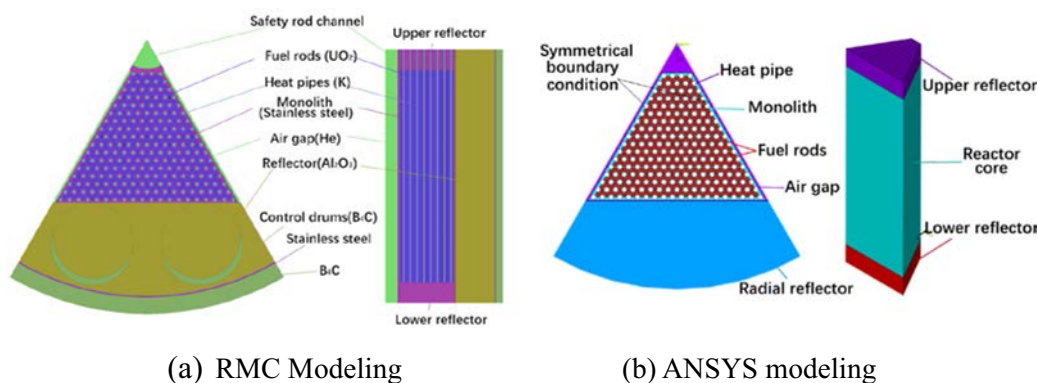 Safety rod channel
Fuel rods (UO₂)
Heat pipes (K)
Monolith
(Stainless steel)
Air gap(He)
Reflector(Al₂O₃)
Control drums(B₄C)
Stainless steel
B₄C
Upper reflector
Lower reflector
Symmetrical
boundary
condition
Heat pipe
Monolith
Fuel rods
Air gap
Radial reflector
Upper reflector
Reactor
core
Lower reflector
(a) RMC Modeling
(b) ANSYS modeling